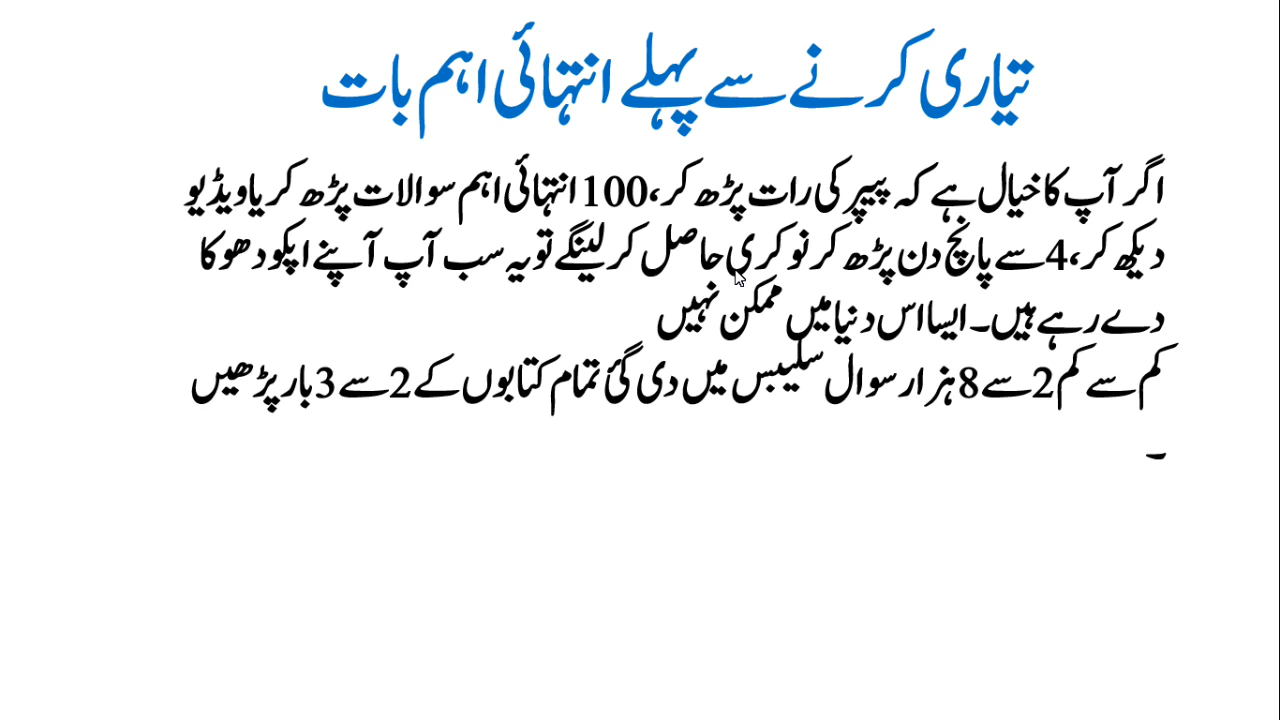 تیاری کرنے سے پہلے انتہائی اہم بات
اگر آپ کا خیال ہے کہ پیپر کی رات پڑھ کر، 100 انتہائی اہم سوالات پڑھ کر یا ویڈیو
دیکھ کر، 4 سے پانچ دن پڑھ کر نوکری حاصل کر لینگے تو یہ سب آپ آپنے اپکو دھوکا
دے رہے ہیں۔ ایسا اس دنیا میں ممکن نہیں
کم سے کم 2 سے 8 ہزار سوال سلیبس میں دی گئ تمام کتابوں کے 2 سے 3 بار پڑھیں
۔